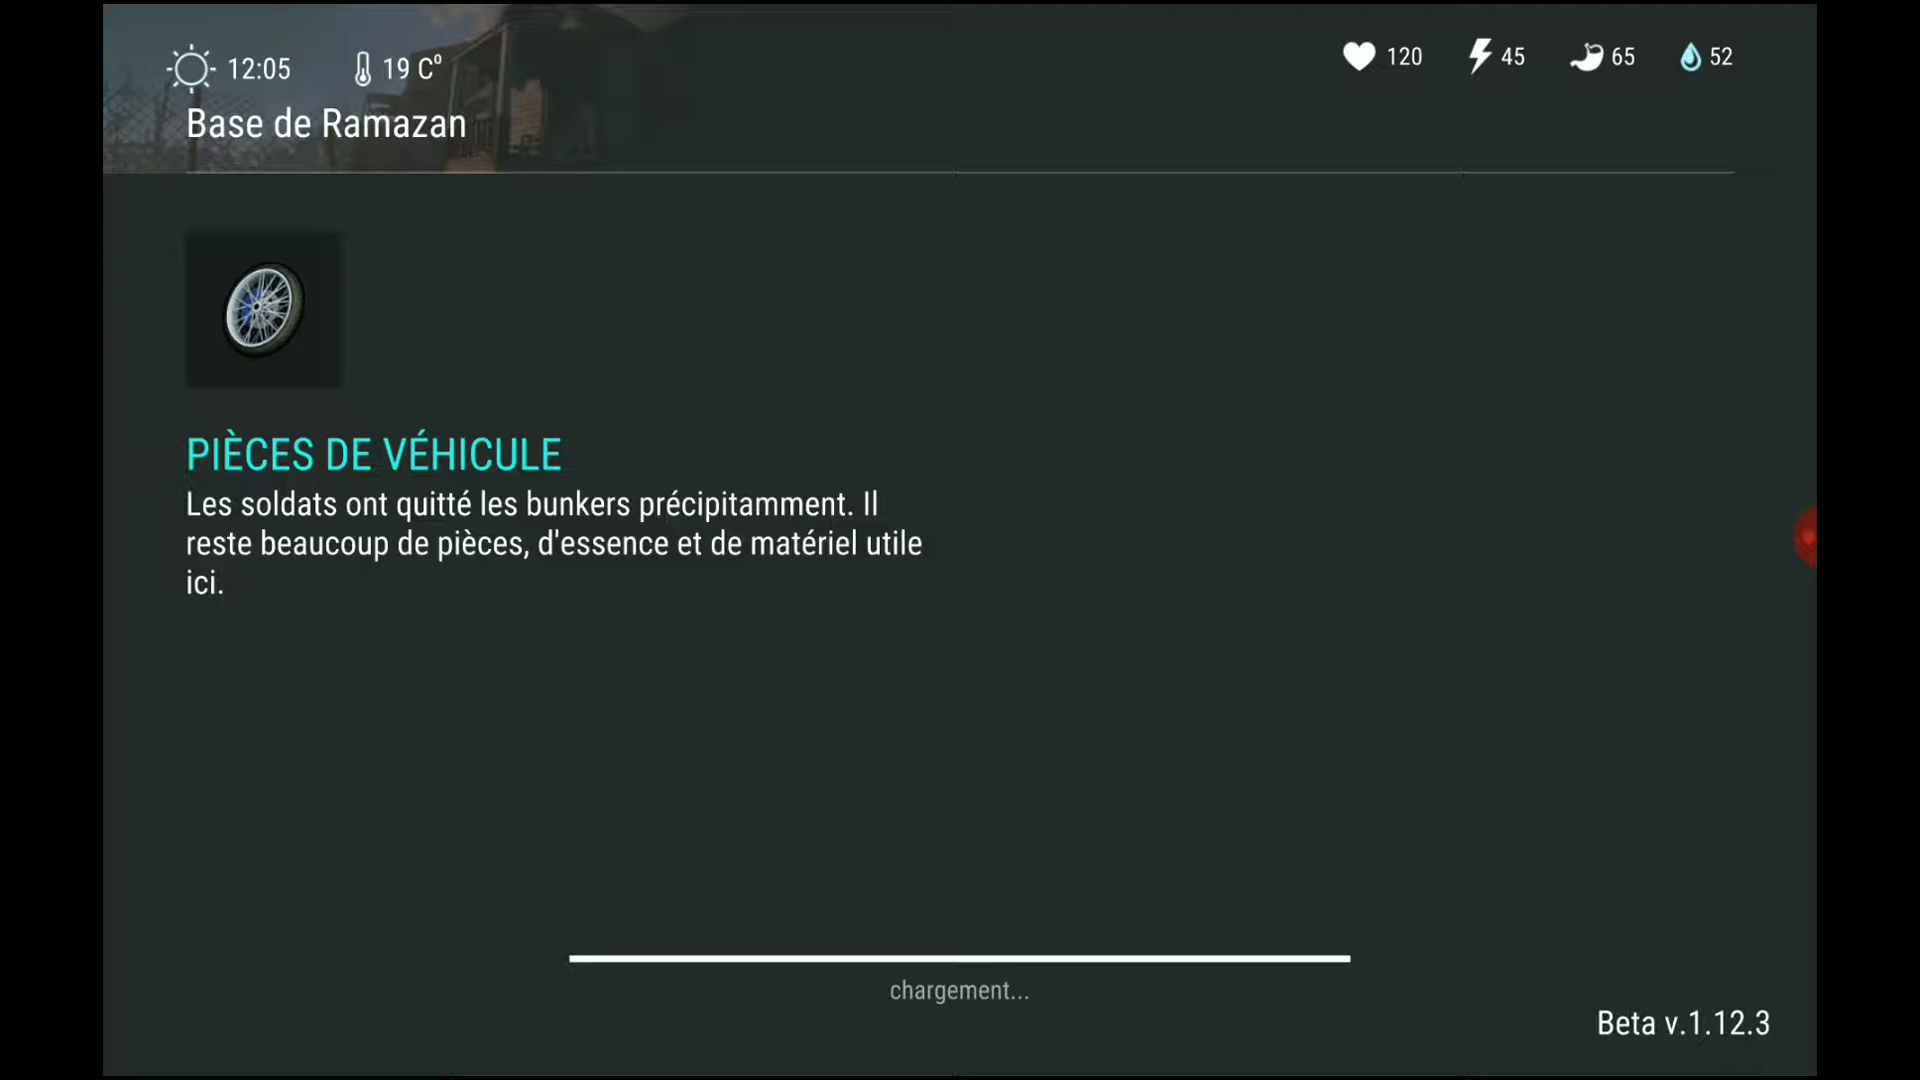 12:05
19 C°
120
45
65
52
Base de Ramazan
PIÈCES DE VÉHICULE
Les soldats ont quitté les bunkers précipitamment. Il
reste beaucoup de pièces, d'essence et de matériel utile
ici.
chargement...
Beta v.1.12.3